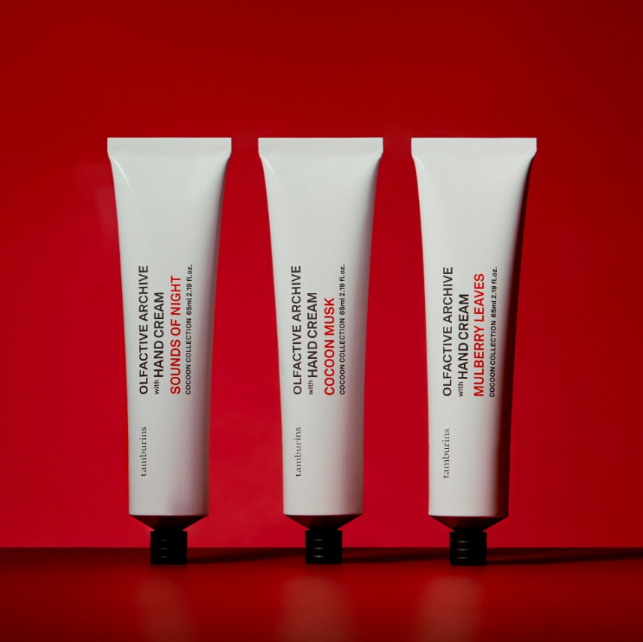 OLFACTIVE ARCHIVE
with HAND CREAM
SOUNDS OF NIGHT
COCOON COLLECTION 65ml 2.19 fl.oz.
tamburins
OLFACTIVE ARCHIVE
with HAND CREAM
COCOON MUSK
COCOON COLLECTION 65ml 2.19 fl.oz.
tamburins
OLFACTIVE ARCHIVE
with HAND CREAM
MULBERRY LEAVES
COCOON COLLECTION 65ml 2.19 fl.oz.
tamburins